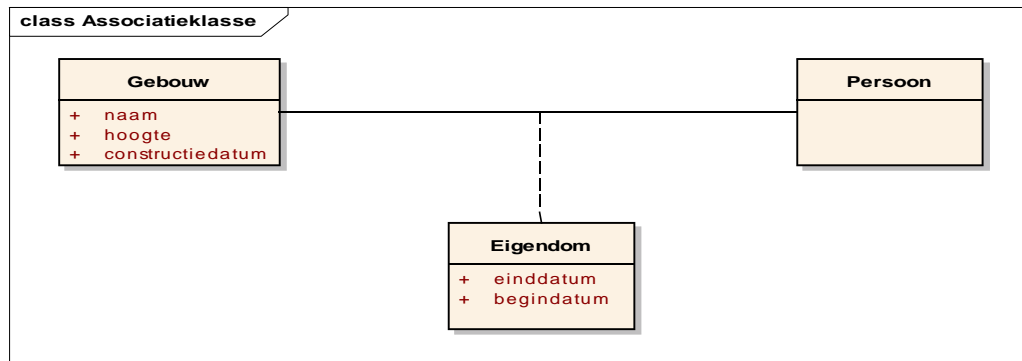 class Associatieklasse
Gebouw
+ naam
+ hoogte
+ constructiedatum
Persoon
Eigendom
+ einddatum
+ begindatum